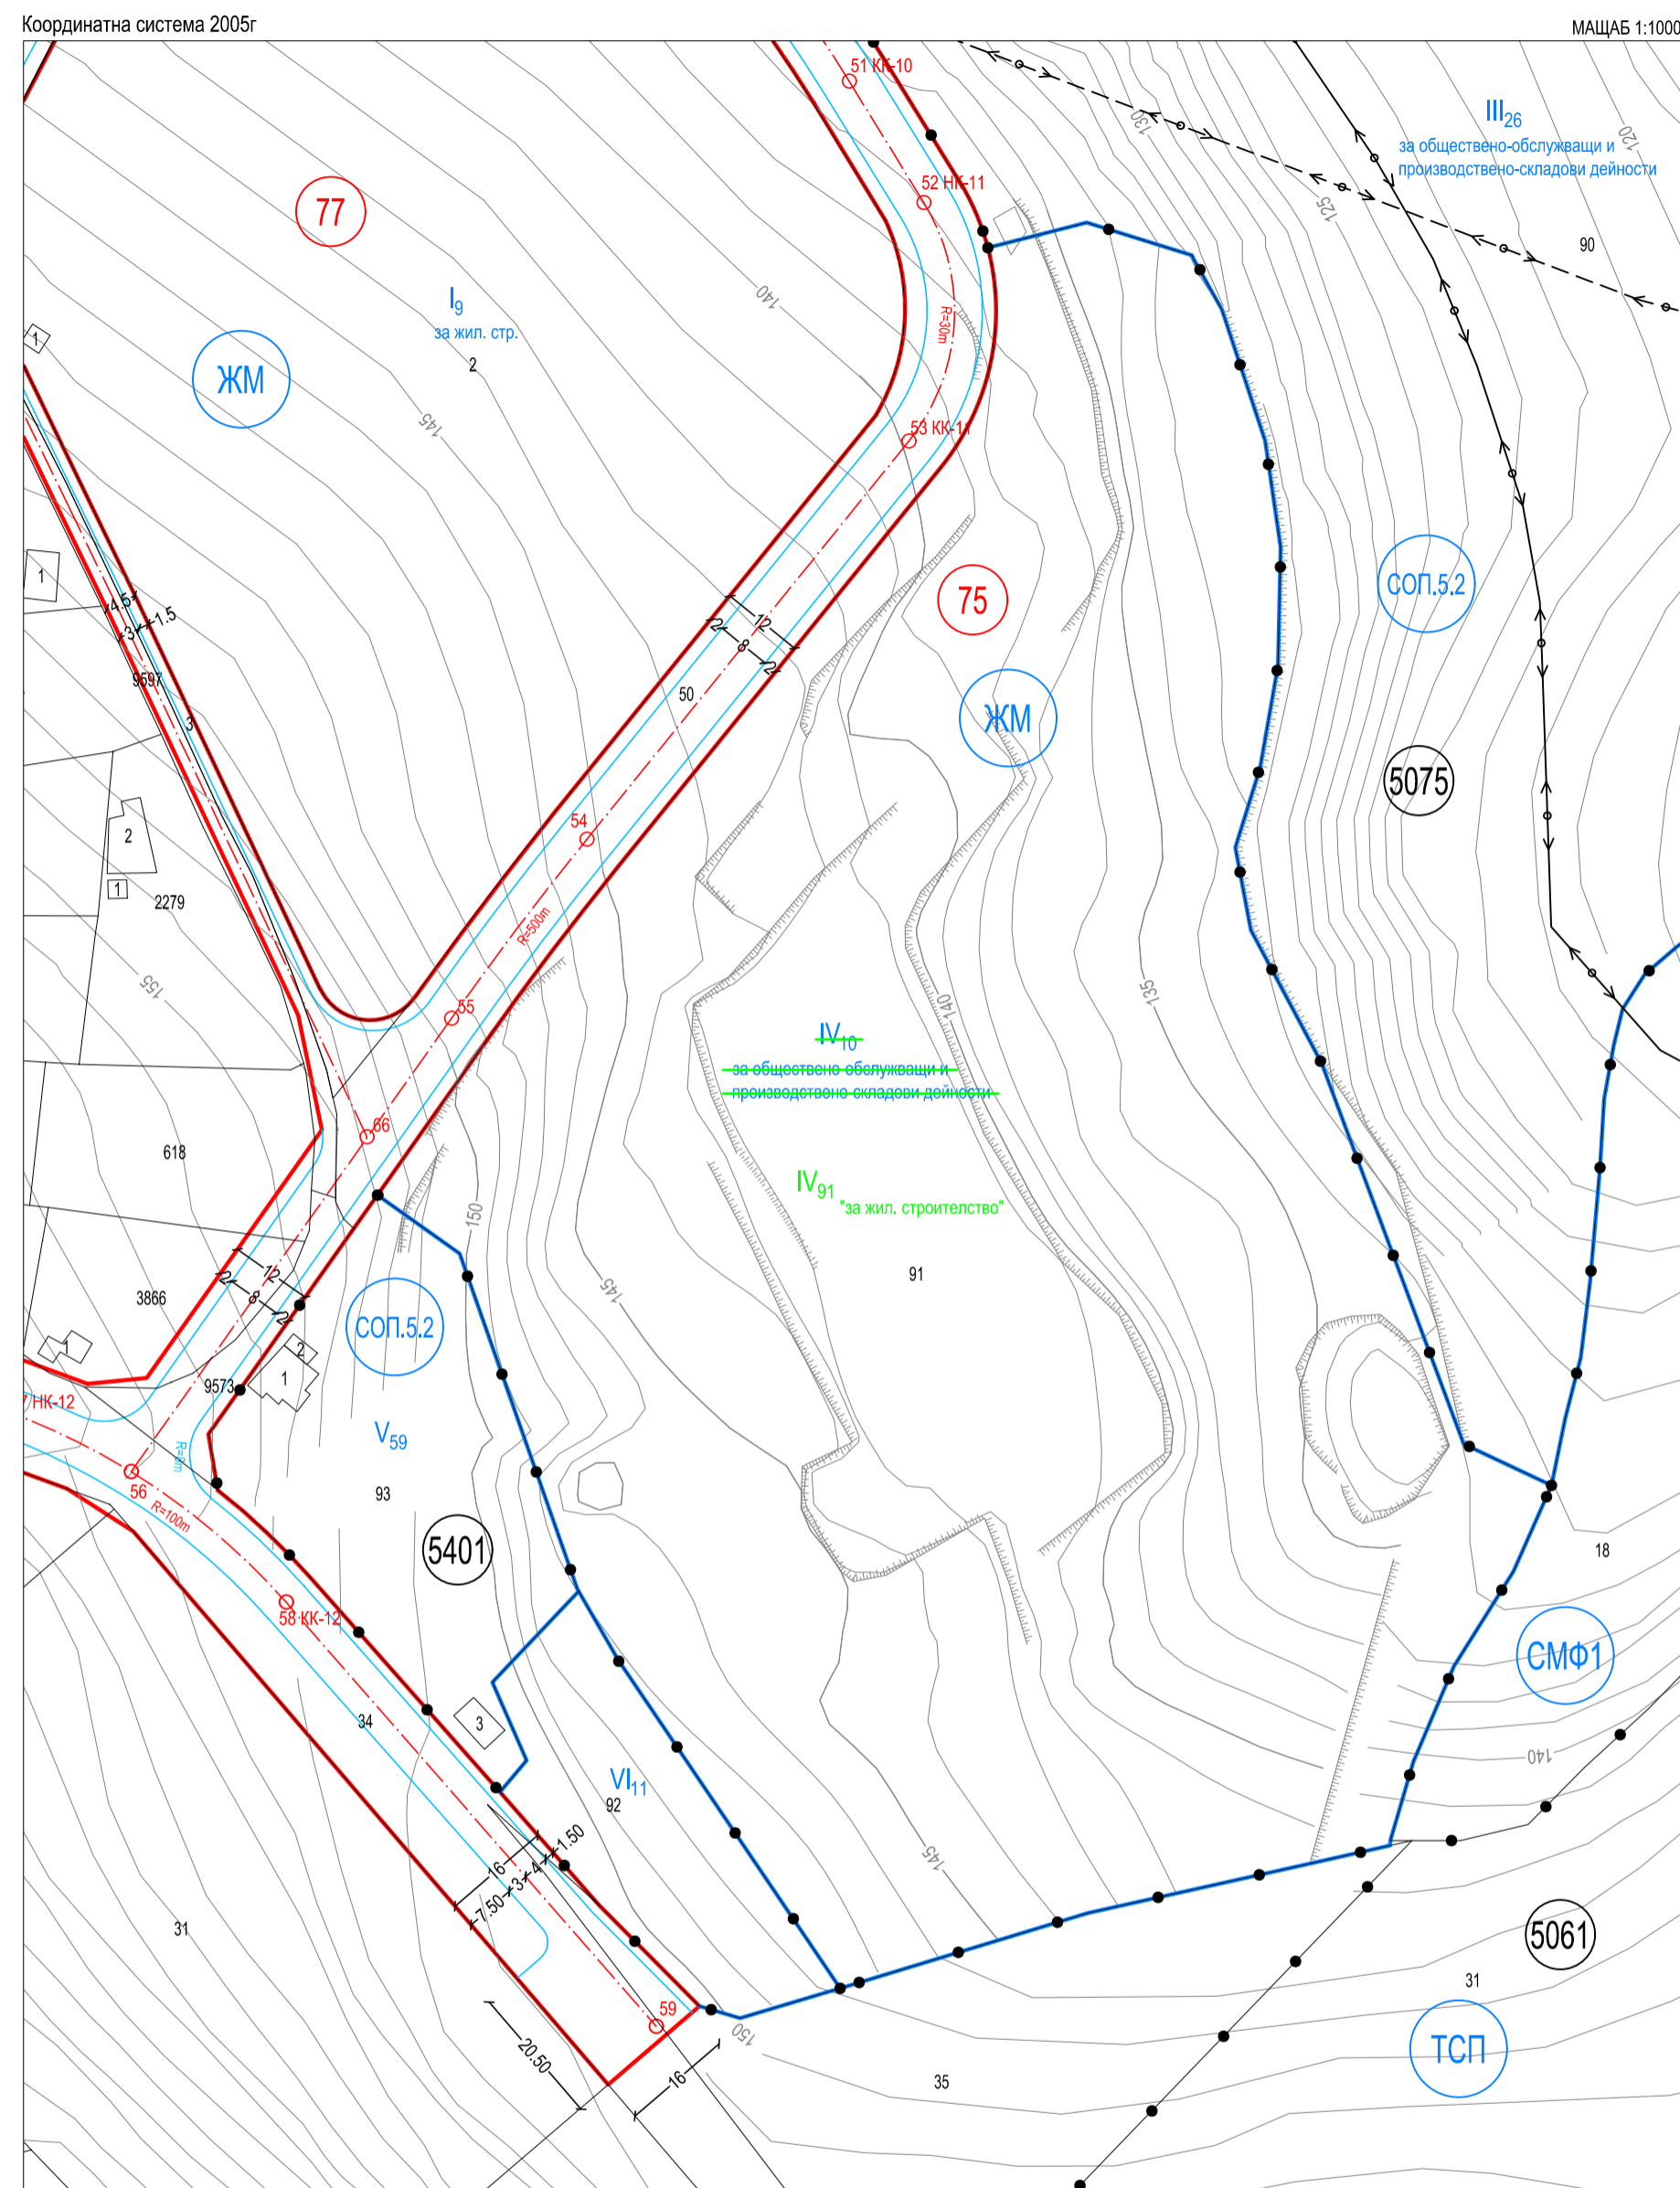 Координатна система 2005г
МАЩАБ 1:1000
51 КК-10
130
III26
за обществено-обслужващи и
производствено-складови дейности
120
77
52 НК-11
125
90
I9
за жил. стр.
2
140
R=30m
1
ЖМ
145
53 КК-11
1
4.5
3
1.5
75
СОП.5.2
12
2
8
2
9597
3
50
ЖМ
5075
2
54
1
2279
R=500m
155
55
140
135
IV10
за обществено-обслужващи и
производствено-складови дейности
66
618
IV91
"за жил. строителство"
150
91
145
3866
12
2
8
2
СОП.5.2
1
2
1
9573
7 НК-12
V59
R=8m
56
R=100m
93
5401
18
58 КК-12
СМФ1
34
3
140
VI11
92
1.50
16
4
3
7.50
145
31
5061
31
59
150
20.50
16
ТСП
35